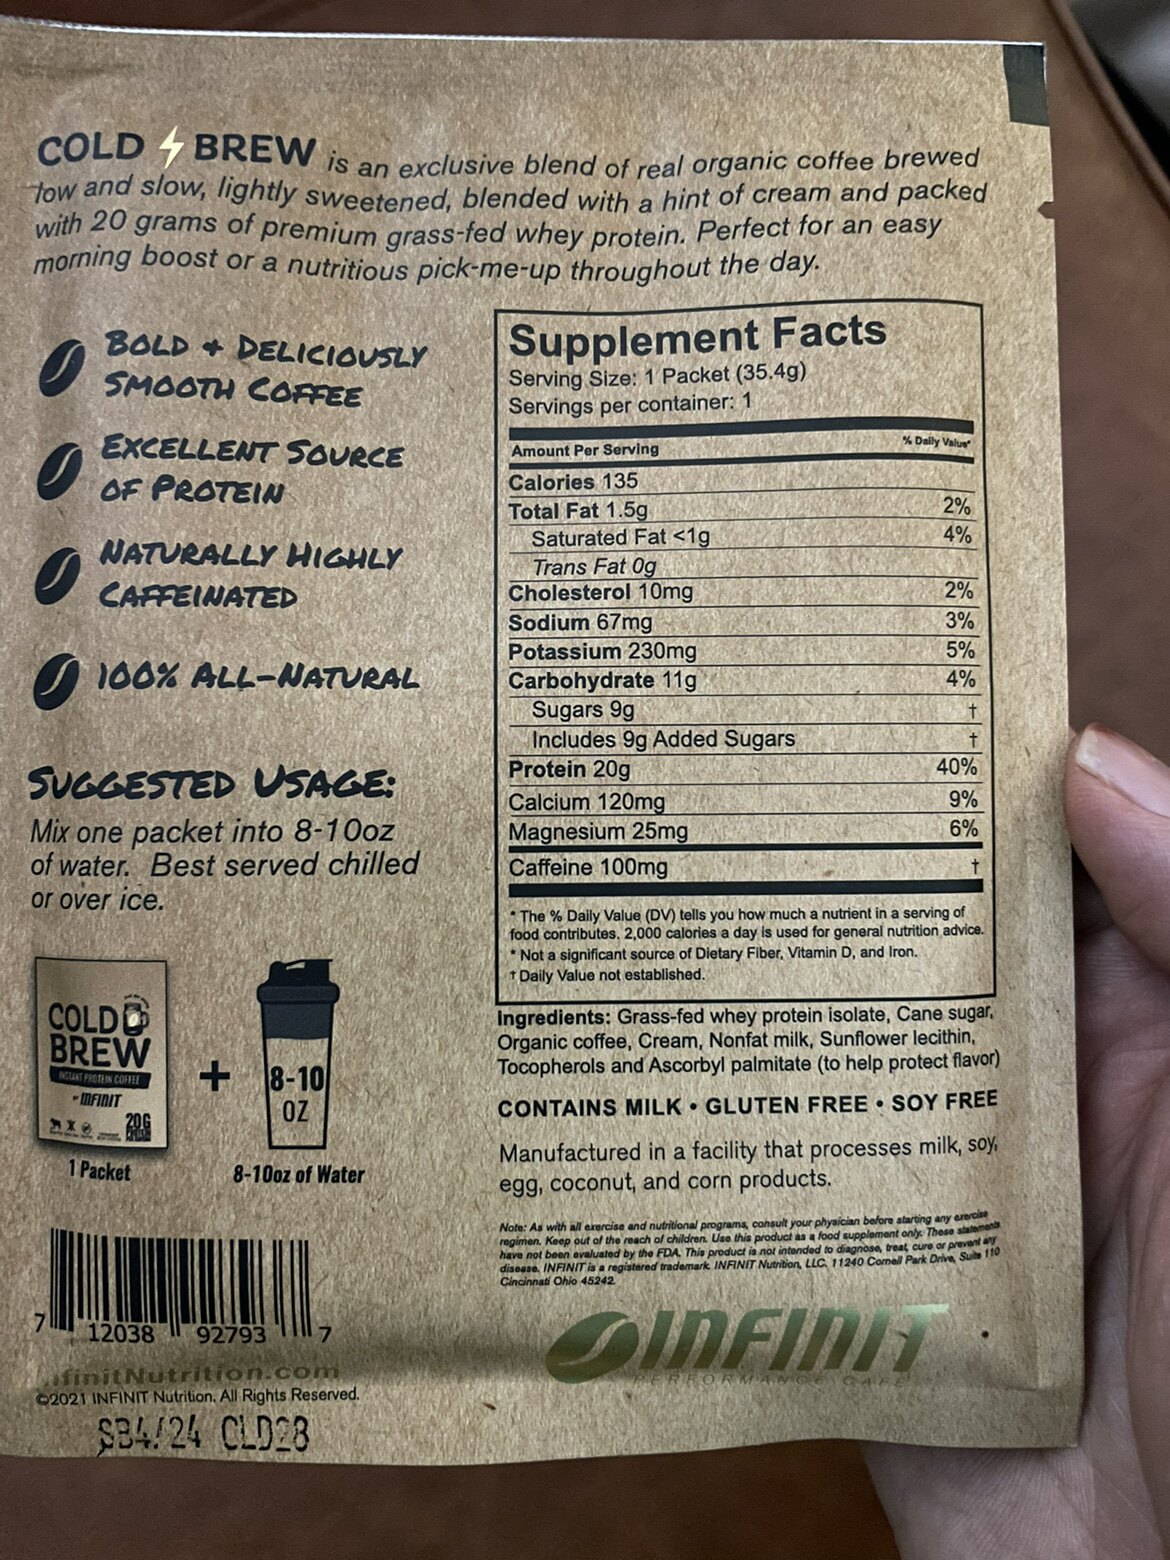 COLD BREW is an exclusive blend of real organic coffee brewed
low and slow, lightly sweetened, blended with a hint of cream and packed
with 20 grams of premium grass-fed whey protein. Perfect for an easy
morning boost or a nutritious pick-me-up throughout the day.
BOLD + DELICIOUSLY
SMOOTH COFFEE
EXCELLENT SOURCE
OF PROTEIN
NATURALLY HIGHLY
CAFFEINATED
100% ALL-NATURAL
SUGGESTED USAGE:
Mix one packet into 8-10oz
of water. Best served chilled
or over ice.
COLD
BREW
INSTANT PROTEIN COFFEE
INFINIT
20G
+
8-10
OZ
1 Packet
8-10oz of Water
7 12038 92793 7
finitNutrition.com
©2021 INFINIT Nutrition. All Rights Reserved.
SB4/24 CLD28
Supplement Facts
Serving Size: 1 Packet (35.4g)
Servings per container: 1
Amount Per Serving % Daily Value*
Calories 135
Total Fat 1.5g 2%
Saturated Fat <1g 4%
Trans Fat 0g
Cholesterol 10mg 2%
Sodium 67mg 3%
Potassium 230mg 5%
Carbohydrate 11g 4%
Sugars 9g †
Includes 9g Added Sugars †
Protein 20g 40%
Calcium 120mg 9%
Magnesium 25mg 6%
Caffeine 100mg †
* The % Daily Value (DV) tells you how much a nutrient in a serving of
food contributes. 2,000 calories a day is used for general nutrition advice.
* Not a significant source of Dietary Fiber, Vitamin D, and Iron.
† Daily Value not established.
Ingredients: Grass-fed whey protein isolate, Cane sugar,
Organic coffee, Cream, Nonfat milk, Sunflower lecithin,
Tocopherols and Ascorbyl palmitate (to help protect flavor)
CONTAINS MILK • GLUTEN FREE • SOY FREE
Manufactured in a facility that processes milk, soy,
egg, coconut, and corn products.
Note: As with all exercise and nutritional programs, consult your physician before starting any exercise
regimen. Keep out of the reach of children. Use this product as a food supplement only. These statements
have not been evaluated by the FDA. This product is not intended to diagnose, treat, cure or prevent any
disease. INFINIT is a registered trademark. INFINIT Nutrition, LLC. 11240 Cornell Park Drive, Suite 110
Cincinnati Ohio 45242.
INFINIT
PERFORMANCE CAFE